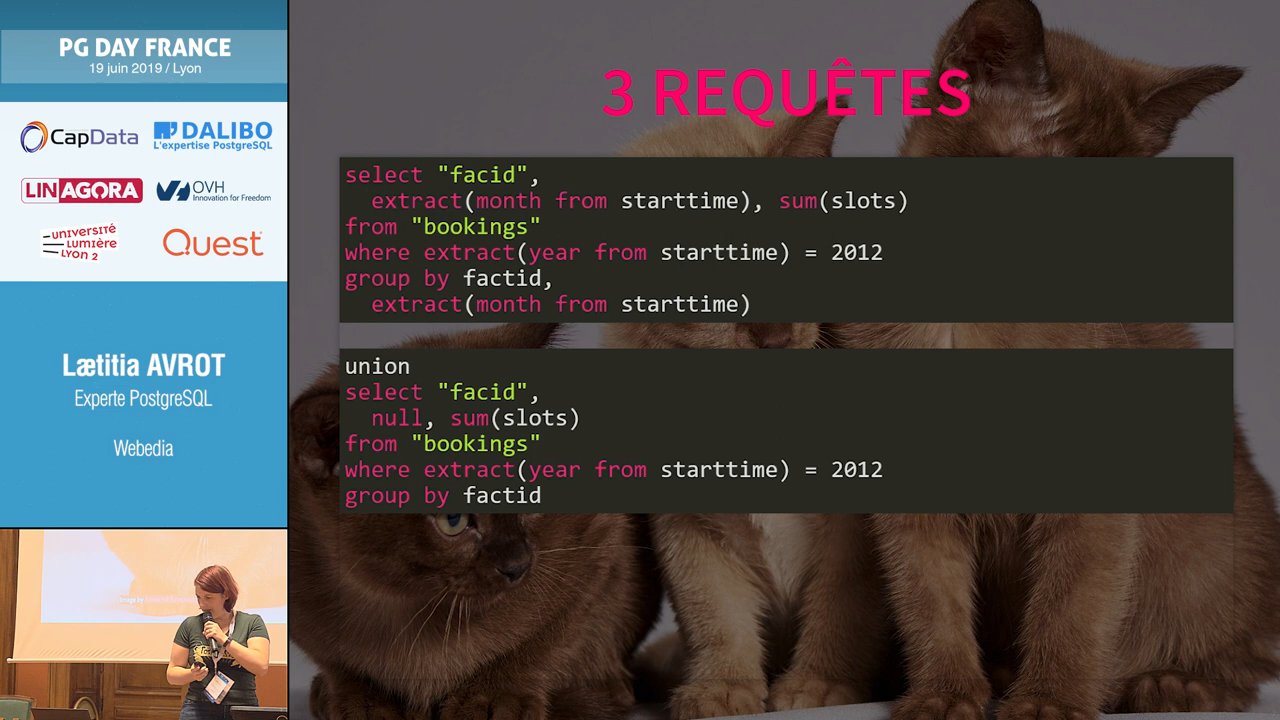 PG DAY FRANCE
19 juin 2019 / Lyon
CapData
DALIBO
L'expertise PostgreSQL
LINAGORA
OVH
Innovation for Freedom
UNIVERSITÉ
LUMIÈRE
LYON 2
Quest
Lætitia AVROT
Experte PostgreSQL
Webedia
3 REQUÊTES
select "facid",
  extract(month from starttime), sum(slots)
from "bookings"
where extract(year from starttime) = 2012
group by factid,
  extract(month from starttime)
union
select "facid",
  null, sum(slots)
from "bookings"
where extract(year from starttime) = 2012
group by factid